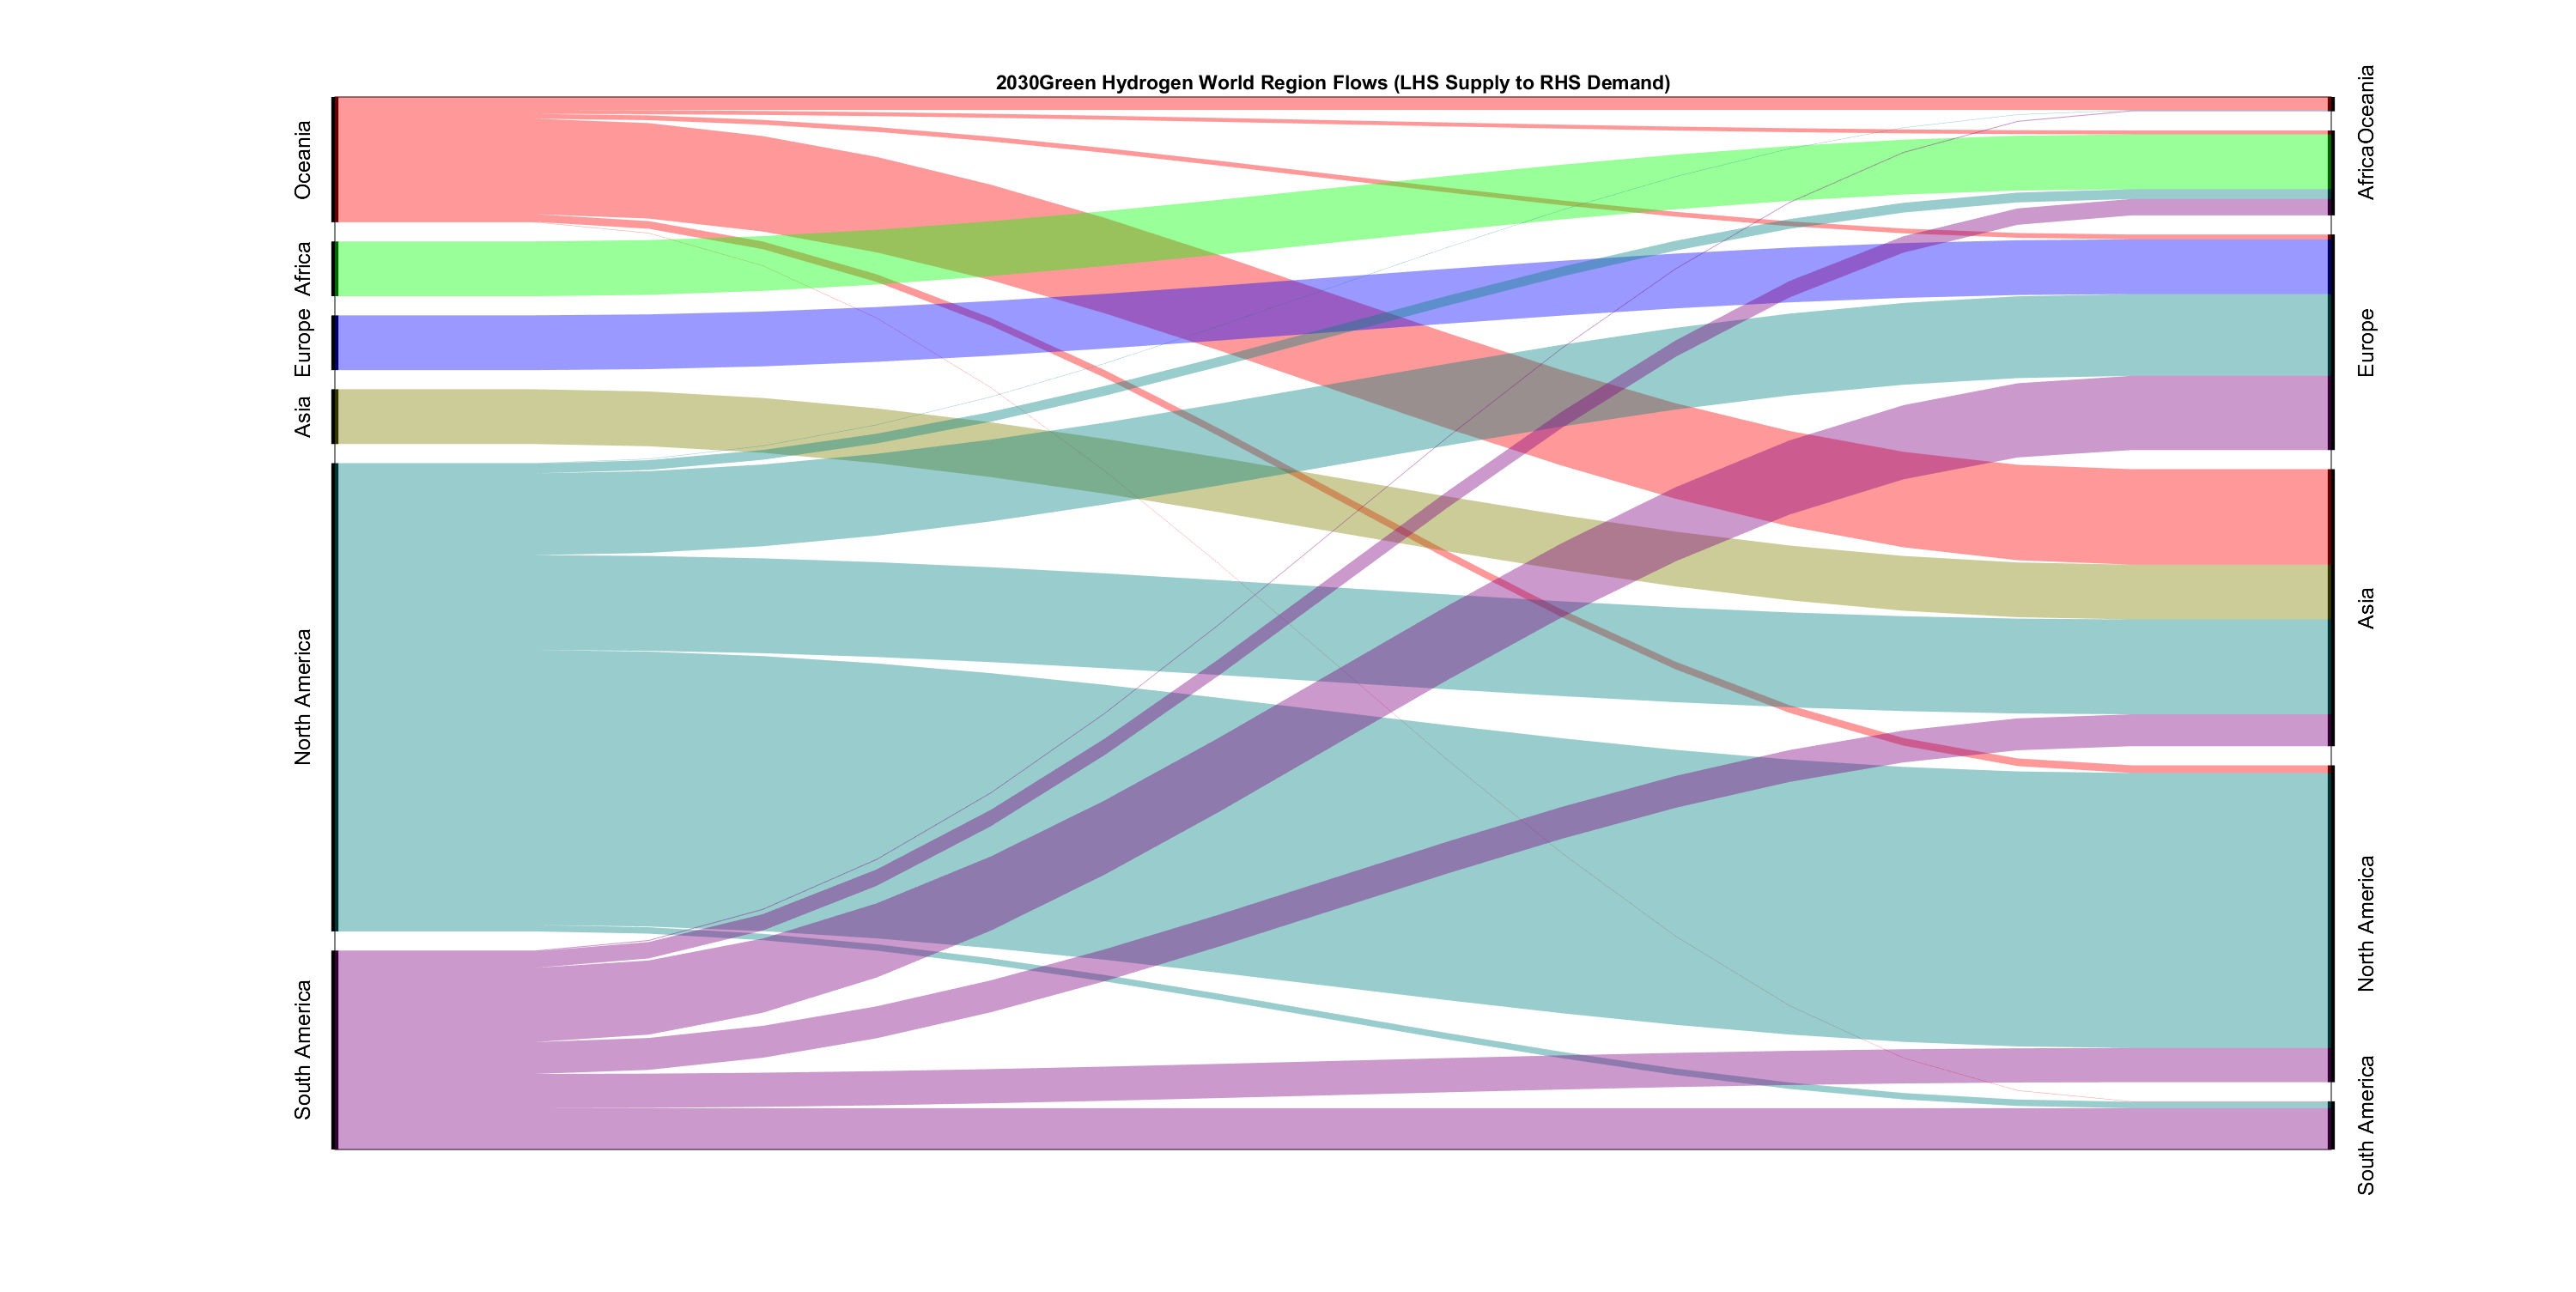 2030Green Hydrogen World Region Flows (LHS Supply to RHS Demand)
Oceania
Africa
Europe
Asia
North America
South America
Oceania
Africa
Europe
Asia
North America
South America